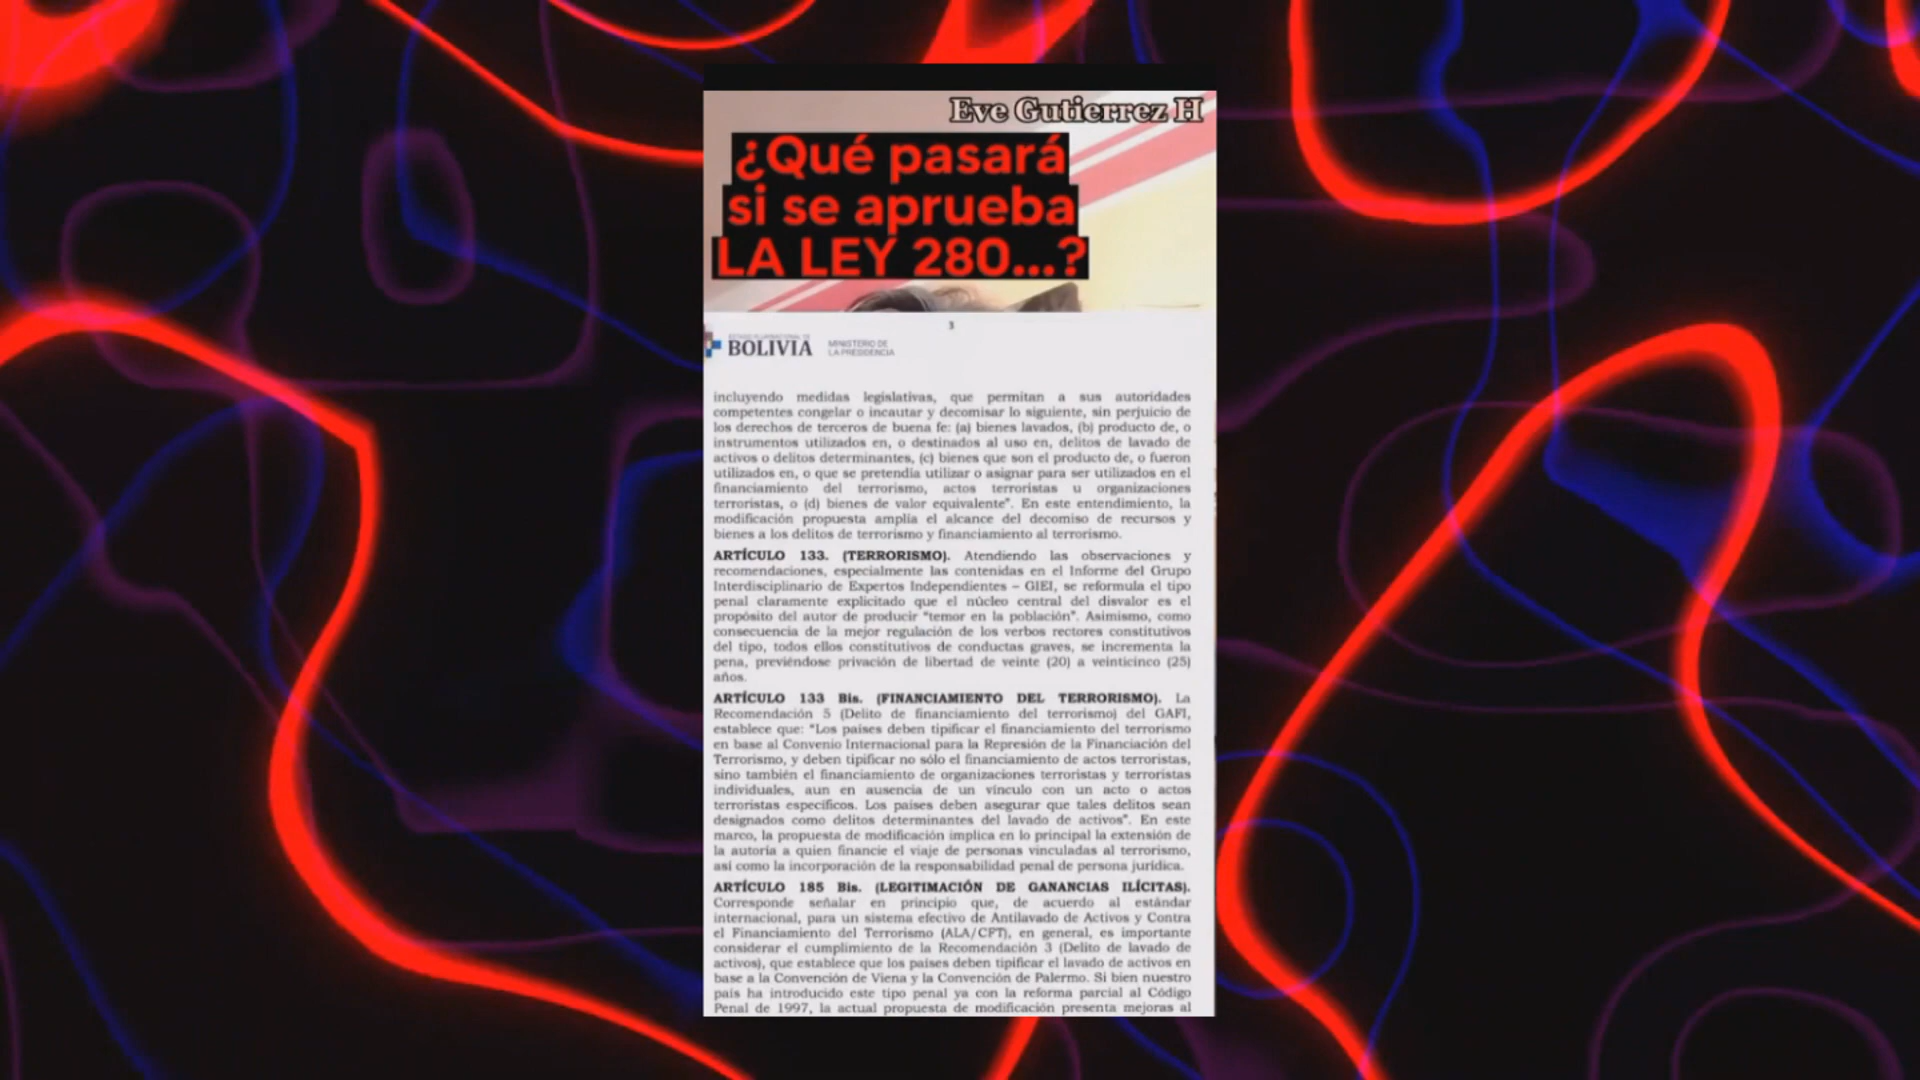 Eve Gutierrez H
¿Qué pasará
si se aprueba
LA LEY 280...?
3
BOLIVIA
MINISTERIO DE
LA PRESIDENCIA
incluyendo medidas legislativas, que permitan a sus autoridades
competentes congelar o incautar y decomisar lo siguiente, sin perjuicio de
los derechos de terceros de buena fe: (a) bienes lavados, (b) producto de, o
instrumentos utilizados en, o destinados al uso en, delitos de lavado de
activos o delitos determinantes, (c) bienes que son el producto de, o fueron
utilizados en, o que se pretendía utilizar o asignar para ser utilizados en el
financiamiento del terrorismo, actos terroristas u organizaciones
terroristas, o (d) bienes de valor equivalente". En este entendimiento, la
modificación propuesta amplía el alcance del decomiso de recursos y
bienes a los delitos de terrorismo y financiamiento al terrorismo.
ARTÍCULO 133. (TERRORISMO). Atendiendo las observaciones y
recomendaciones, especialmente las contenidas en el Informe del Grupo
Interdisciplinario de Expertos Independientes – GIEI, se reformula el tipo
penal claramente explicitado que el núcleo central del disvalor es el
propósito del autor de producir "temor en la población". Asimismo, como
consecuencia de la mejor regulación de los verbos rectores constitutivos
del tipo, todos ellos constitutivos de conductas graves, se incrementa la
pena, previéndose privación de libertad de veinte (20) a veinticinco (25)
años.
ARTÍCULO 133 Bis. (FINANCIAMIENTO DEL TERRORISMO). La
Recomendación 5 (Delito de financiamiento del terrorismo) del GAFI,
establece que: "Los países deben tipificar el financiamiento del terrorismo
en base al Convenio Internacional para la Represión de la Financiación del
Terrorismo, y deben tipificar no sólo el financiamiento de actos terroristas,
sino también el financiamiento de organizaciones terroristas y terroristas
individuales, aun en ausencia de un vínculo con un acto o actos
terroristas específicos. Los países deben asegurar que tales delitos sean
designados como delitos determinantes del lavado de activos". En este
marco, la propuesta de modificación implica en lo principal la extensión de
la autoría a quien financie el viaje de personas vinculadas al terrorismo,
así como la incorporación de la responsabilidad penal de persona jurídica.
ARTÍCULO 185 Bis. (LEGITIMACIÓN DE GANANCIAS ILÍCITAS).
Corresponde señalar en principio que, de acuerdo al estándar
internacional, para un sistema efectivo de Antilavado de Activos y Contra
el Financiamiento del Terrorismo (ALA/CFT), en general, es importante
considerar el cumplimiento de la Recomendación 3 (Delito de lavado de
activos), que establece que los países deben tipificar el lavado de activos en
base a la Convención de Viena y la Convención de Palermo. Si bien nuestro
país ha introducido este tipo penal ya con la reforma parcial al Código
Penal de 1997, la actual propuesta de modificación presenta mejoras al